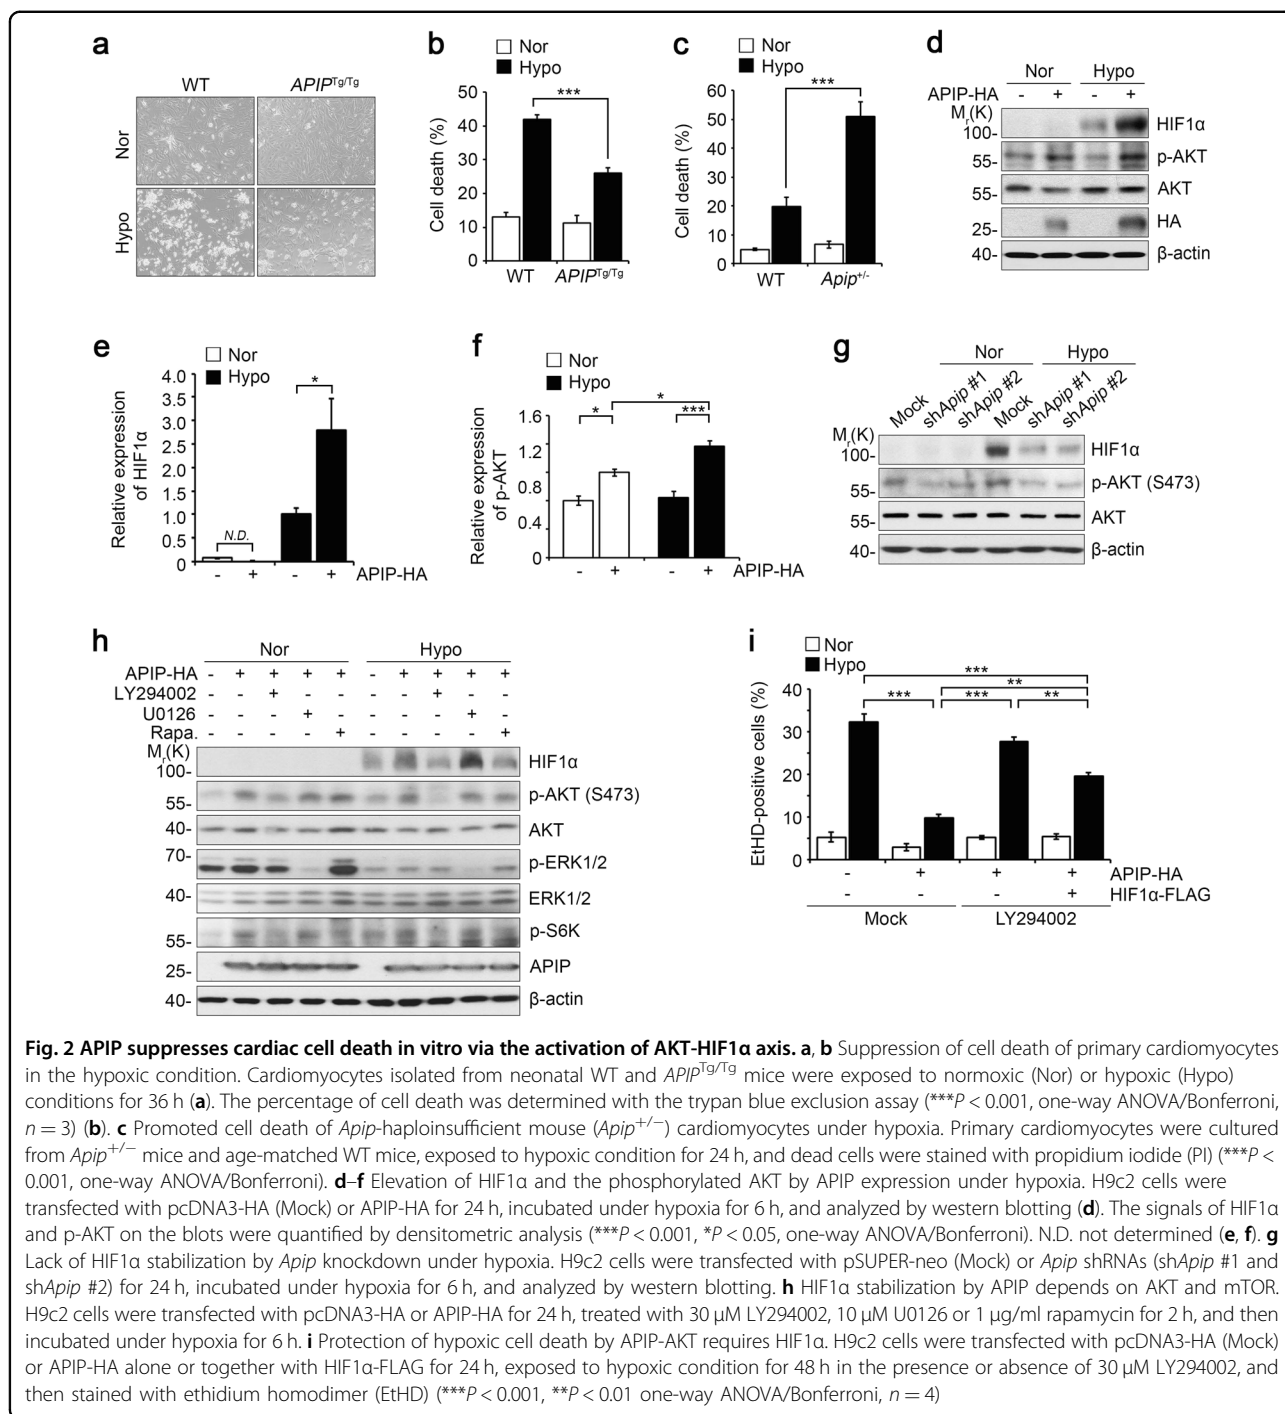 a
WT APIP^Tg/Tg
Nor
Hypo
b
Nor
Hypo
***
Cell death (%)
50
40
30
20
10
0
WT APIP^Tg/Tg
c
Nor
Hypo
***
Cell death (%)
60
50
40
30
20
10
0
WT Apip^+/-
d
Nor Hypo
APIP-HA - + - +
Mr(K)
100- HIF1α
55- p-AKT
55- AKT
25- HA
40- β-actin
e
Nor
Hypo
Relative expression
of HIF1α
4.0
3.5
3.0
2.5
2.0
1.5
1.0
0.5
0
N.D.
*
- + - + APIP-HA
f
Nor
Hypo
Relative expression
of p-AKT
1.6
1.2
0.8
0.4
0
*
*
***
- + - + APIP-HA
g
Nor Hypo
Mock shApip #1 shApip #2 Mock shApip #1 shApip #2
Mr(K)
100- HIF1α
55- p-AKT (S473)
55- AKT
40- β-actin
h
Nor Hypo
APIP-HA - + + + + - + + + +
LY294002 - - + - - - - + - -
U0126 - - - + - - - - + -
Rapa. - - - - + - - - - +
Mr(K)
100- HIF1α
55- p-AKT (S473)
40- AKT
70- p-ERK1/2
40- ERK1/2
55- p-S6K
25- APIP
40- β-actin
i
Nor
Hypo
***
**
*** *** **
EtHD-positive cells (%)
40
30
20
10
0
- + + + APIP-HA
- - - + HIF1α-FLAG
Mock LY294002
Fig. 2 APIP suppresses cardiac cell death in vitro via the activation of AKT-HIF1α axis. a, b Suppression of cell death of primary cardiomyocytes
in the hypoxic condition. Cardiomyocytes isolated from neonatal WT and APIP^Tg/Tg mice were exposed to normoxic (Nor) or hypoxic (Hypo)
conditions for 36 h (a). The percentage of cell death was determined with the trypan blue exclusion assay (***P < 0.001, one-way ANOVA/Bonferroni,
n = 3) (b). c Promoted cell death of Apip-haploinsufficient mouse (Apip^+/−) cardiomyocytes under hypoxia. Primary cardiomyocytes were cultured
from Apip^+/− mice and age-matched WT mice, exposed to hypoxic condition for 24 h, and dead cells were stained with propidium iodide (PI) (***P <
0.001, one-way ANOVA/Bonferroni). d–f Elevation of HIF1α and the phosphorylated AKT by APIP expression under hypoxia. H9c2 cells were
transfected with pcDNA3-HA (Mock) or APIP-HA for 24 h, incubated under hypoxia for 6 h, and analyzed by western blotting (d). The signals of HIF1α
and p-AKT on the blots were quantified by densitometric analysis (***P < 0.001, *P < 0.05, one-way ANOVA/Bonferroni). N.D. not determined (e, f). g
Lack of HIF1α stabilization by Apip knockdown under hypoxia. H9c2 cells were transfected with pSUPER-neo (Mock) or Apip shRNAs (shApip #1 and
shApip #2) for 24 h, incubated under hypoxia for 6 h, and analyzed by western blotting. h HIF1α stabilization by APIP depends on AKT and mTOR.
H9c2 cells were transfected with pcDNA3-HA or APIP-HA for 24 h, treated with 30 µM LY294002, 10 µM U0126 or 1 µg/ml rapamycin for 2 h, and then
incubated under hypoxia for 6 h. i Protection of hypoxic cell death by APIP-AKT requires HIF1α. H9c2 cells were transfected with pcDNA3-HA (Mock)
or APIP-HA alone or together with HIF1α-FLAG for 24 h, exposed to hypoxic condition for 48 h in the presence or absence of 30 µM LY294002, and
then stained with ethidium homodimer (EtHD) (***P < 0.001, **P < 0.01 one-way ANOVA/Bonferroni, n = 4)